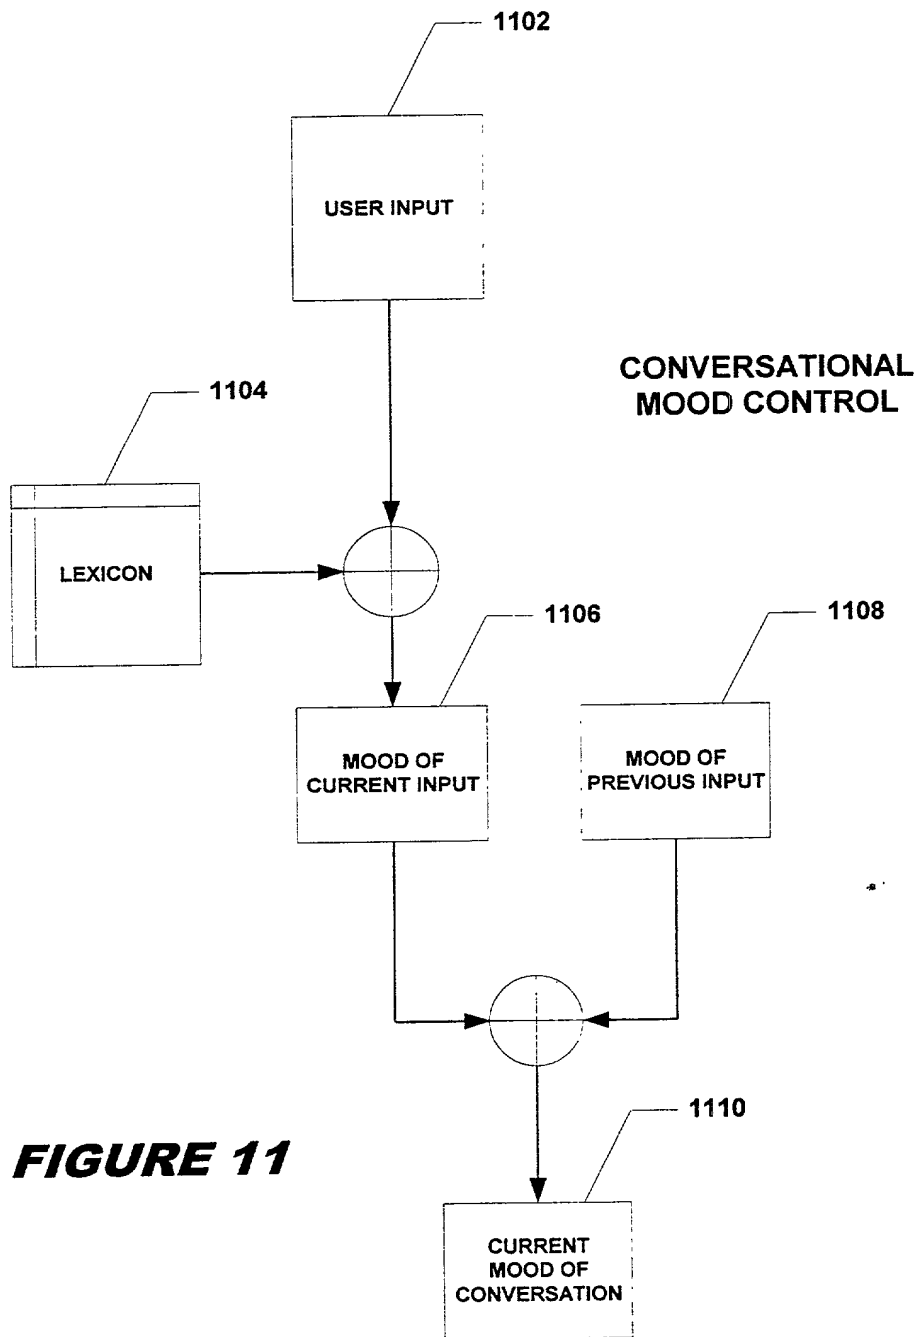 1102
USER INPUT
CONVERSATIONAL
MOOD CONTROL
1104
LEXICON
1106
1108
MOOD OF
CURRENT INPUT
MOOD OF
PREVIOUS INPUT
1110
FIGURE 11
CURRENT
MOOD OF
CONVERSATION